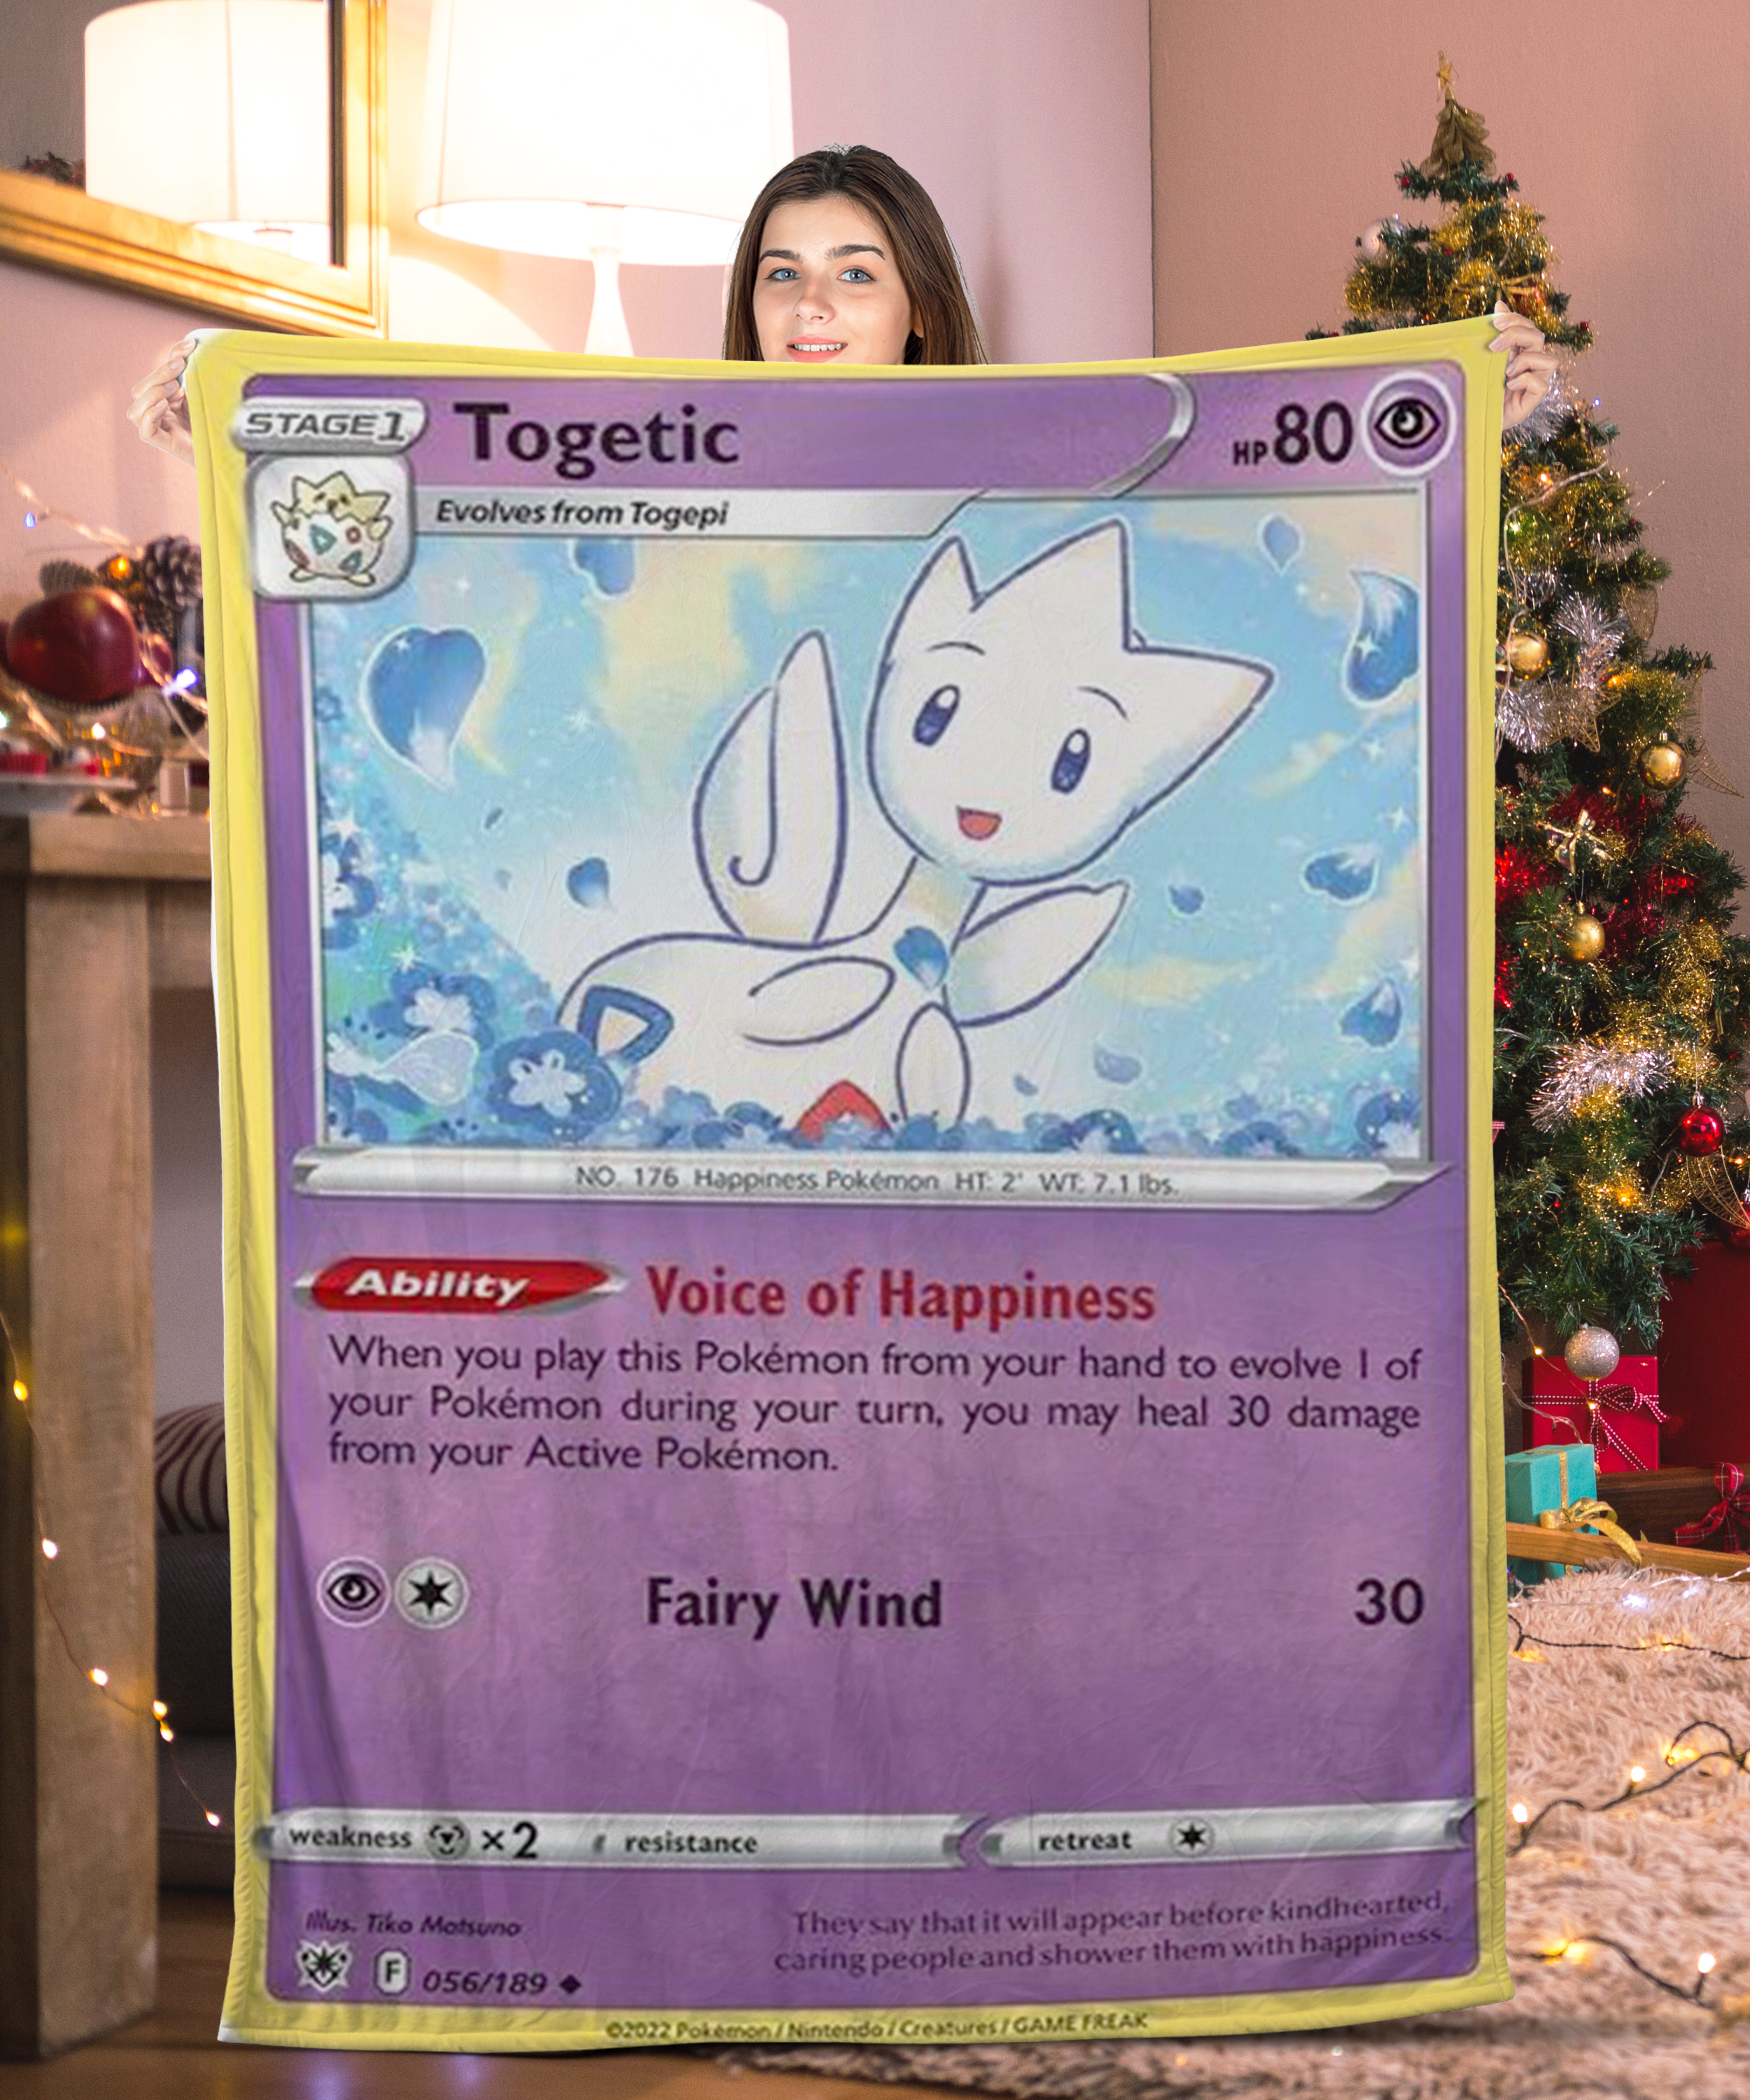 STAGE 1
Togetic
HP 80
Evolves from Togepi
NO. 176 Happiness Pokémon HT: 2' WT: 7.1 lbs.
Ability Voice of Happiness
When you play this Pokémon from your hand to evolve 1 of
your Pokémon during your turn, you may heal 30 damage
from your Active Pokémon.
Fairy Wind 30
weakness ×2 resistance retreat
Illus. Tiko Matsuno
They say that it will appear before kindhearted,
caring people and shower them with happiness.
F 056/189
©2022 Pokémon / Nintendo / Creatures / GAME FREAK